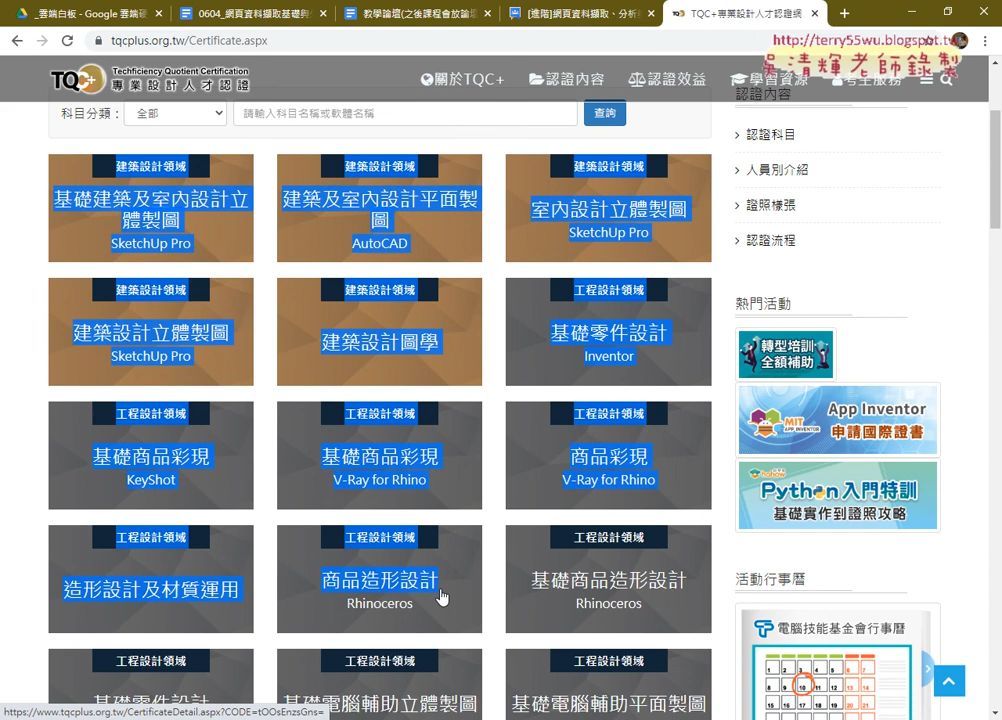 _雲端白板 - Google 雲端硬
0604_網頁資料擷取基礎與
教學論壇(之後課程會放論壇
[進階]網頁資料擷取、分析
TQC+專業設計人才認證網
tqcplus.org.tw/Certificate.aspx
http://terry55wu.blogspot.tw
吳清輝老師錄製
TQC+
Techficiency Quotient Certification
專業設計人才認證
關於TQC+
認證內容
認證效益
學習資源
考生服務
科目分類：
全部
請輸入科目名稱或軟體名稱
查詢
認證內容
認證科目
人員別介紹
證照樣張
認證流程
建築設計領域
基礎建築及室內設計立
體製圖
SketchUp Pro
建築設計領域
建築及室內設計平面製
圖
AutoCAD
建築設計領域
室內設計立體製圖
SketchUp Pro
建築設計領域
建築設計立體製圖
SketchUp Pro
建築設計領域
建築設計圖學
工程設計領域
基礎零件設計
Inventor
工程設計領域
基礎商品彩現
KeyShot
工程設計領域
基礎商品彩現
V-Ray for Rhino
工程設計領域
商品彩現
V-Ray for Rhino
工程設計領域
造形設計及材質運用
工程設計領域
商品造形設計
Rhinoceros
工程設計領域
基礎商品造形設計
Rhinoceros
工程設計領域
基礎零件設計
工程設計領域
基礎電腦輔助立體製圖
工程設計領域
基礎電腦輔助平面製圖
熱門活動
轉型培訓
全額補助
MIT
APP INVENTOR
App Inventor
申請國際證書
hahow
Python 入門特訓
基礎實作到證照攻略
活動行事曆
電腦技能基金會行事曆
https://www.tqcplus.org.tw/CertificateDetail.aspx?CODE=tOOsEnzsGns=